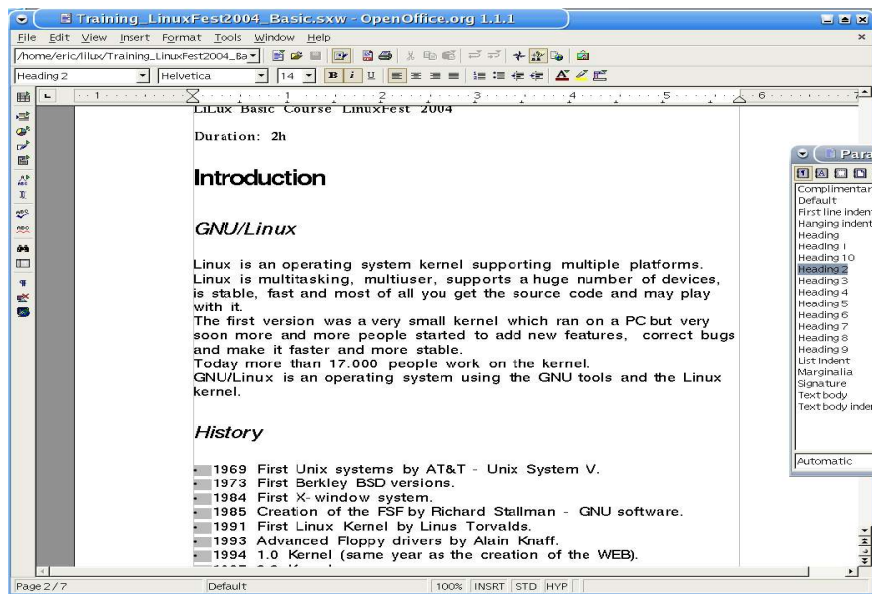 Training_LinuxFest2004_Basic.sxw - OpenOffice.org 1.1.1
File Edit View Insert Format Tools Window Help
/home/eric/lilux/Training_LinuxFest2004_Ba
Heading 2 Helvetica 14 B i U
1 1 2 3 4 5 6 7
LiLux Basic Course LinuxFest 2004
Duration: 2h
Introduction
GNU/Linux
Linux is an operating system kernel supporting multiple platforms.
Linux is multitasking, multiuser, supports a huge number of devices,
is stable, fast and most of all you get the source code and may play
with it.
The first version was a very small kernel which ran on a PC but very
soon more and more people started to add new features, correct bugs
and make it faster and more stable.
Today more than 17.000 people work on the kernel.
GNU/Linux is an operating system using the GNU tools and the Linux
kernel.
History
1969 First Unix systems by AT&T - Unix System V.
1973 First Berkley BSD versions.
1984 First X-window system.
1985 Creation of the FSF by Richard Stallman - GNU software.
1991 First Linux Kernel by Linus Torvalds.
1993 Advanced Floppy drivers by Alain Knaff.
1994 1.0 Kernel (same year as the creation of the WEB).
Para
Complimentar
Default
First line inden
Hanging indent
Heading
Heading 1
Heading 10
Heading 2
Heading 3
Heading 4
Heading 5
Heading 6
Heading 7
Heading 8
Heading 9
List Indent
Marginalia
Signature
Text body
Text body inde
Automatic
Page 2 / 7 Default 100% INSRT STD HYP